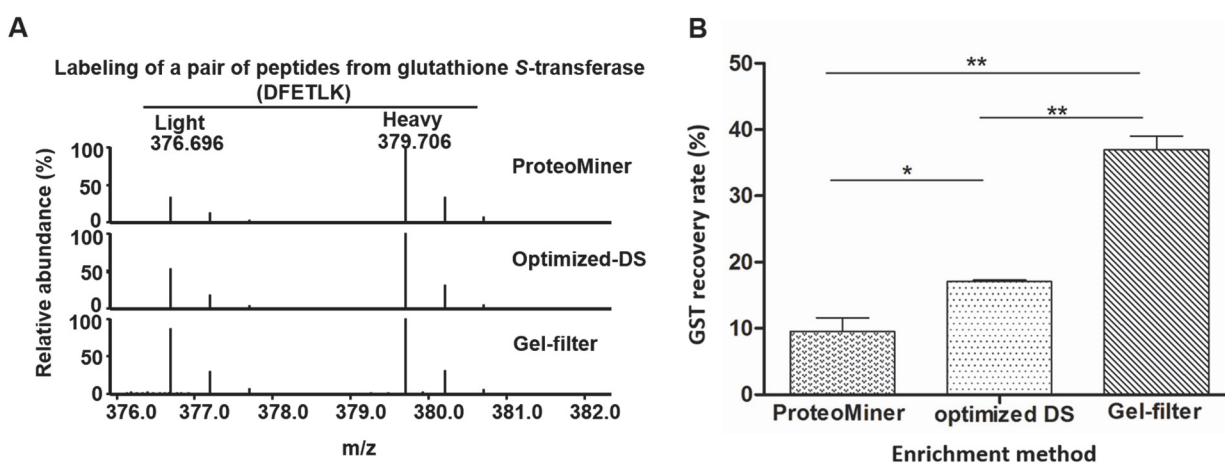 A
Labeling of a pair of peptides from glutathione S-transferase
(DFETLK)
Light
376.696
Heavy
379.706
Relative abundance (%)
100
50
0
ProteoMiner
100
50
0
Optimized-DS
100
50
0
Gel-filter
376.0 377.0 378.0 379.0 380.0 381.0 382.0
m/z
B
GST recovery rate (%)
50
40
30
20
10
0
**
**
*
ProteoMiner optimized DS Gel-filter
Enrichment method